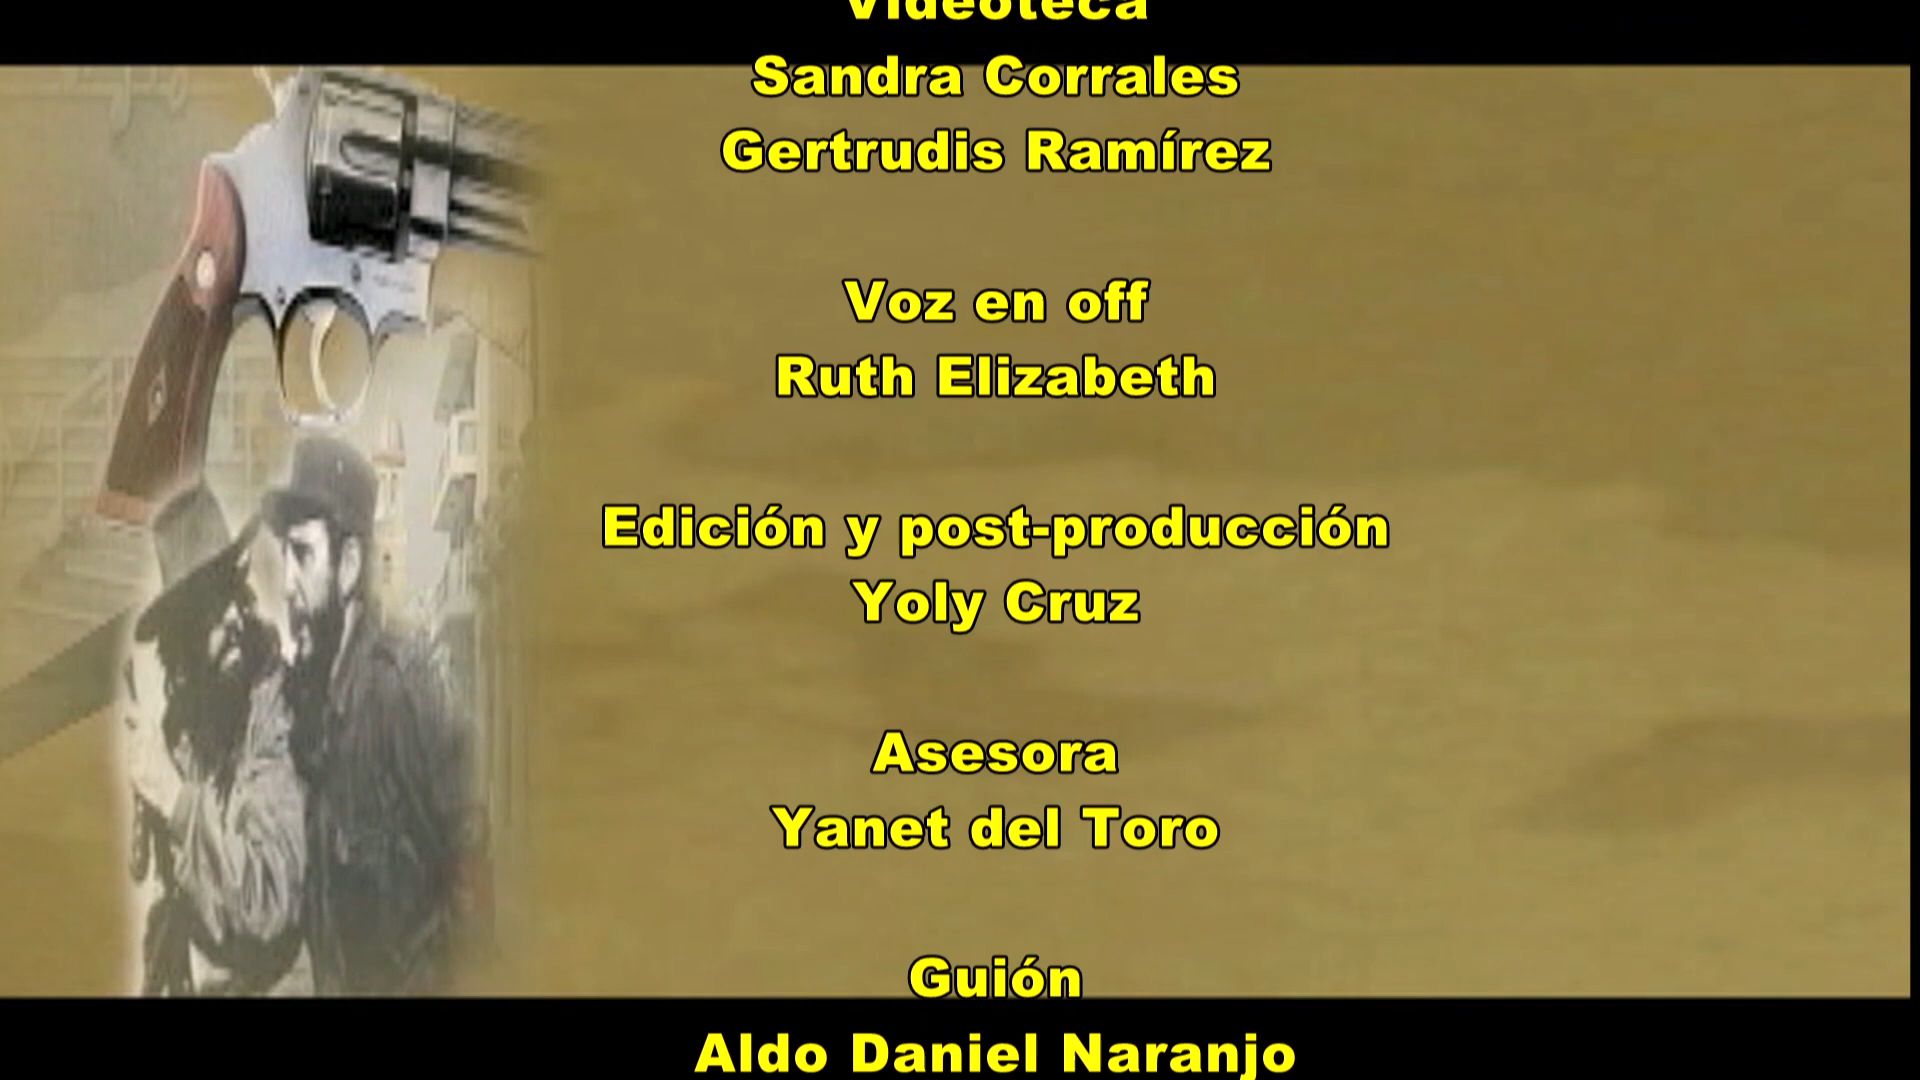 Videoteca
Sandra Corrales
Gertrudis Ramírez
Voz en off
Ruth Elizabeth
Edición y post-producción
Yoly Cruz
Asesora
Yanet del Toro
Guión
Aldo Daniel Naranjo